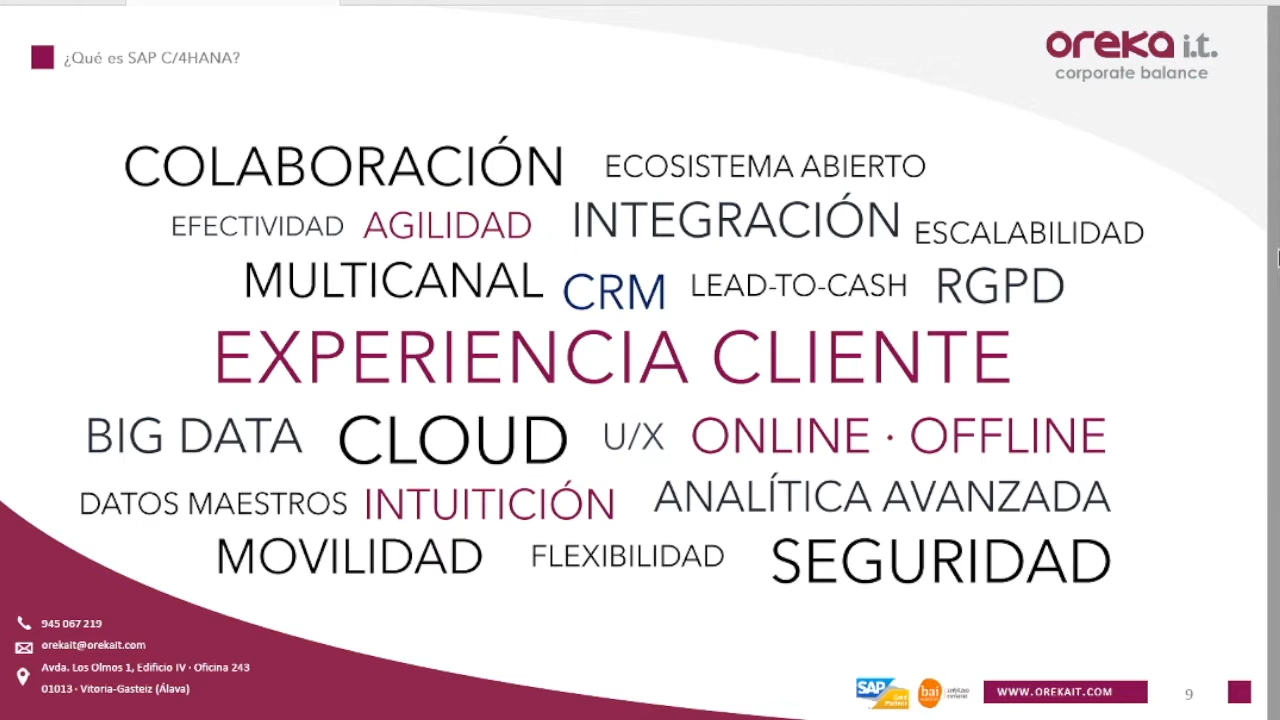 ¿Qué es SAP C/4HANA?
oreka i.t.
corporate balance
COLABORACIÓN ECOSISTEMA ABIERTO
EFECTIVIDAD AGILIDAD INTEGRACIÓN ESCALABILIDAD
MULTICANAL CRM LEAD-TO-CASH RGPD
EXPERIENCIA CLIENTE
BIG DATA CLOUD U/X ONLINE · OFFLINE
DATOS MAESTROS INTUITICIÓN ANALÍTICA AVANZADA
MOVILIDAD FLEXIBILIDAD SEGURIDAD
945 067 219
orekait@orekait.com
Avda. Los Olmos 1, Edificio IV · Oficina 243
01013 · Vitoria-Gasteiz (Álava)
SAP
bai
WWW.OREKAIT.COM
9